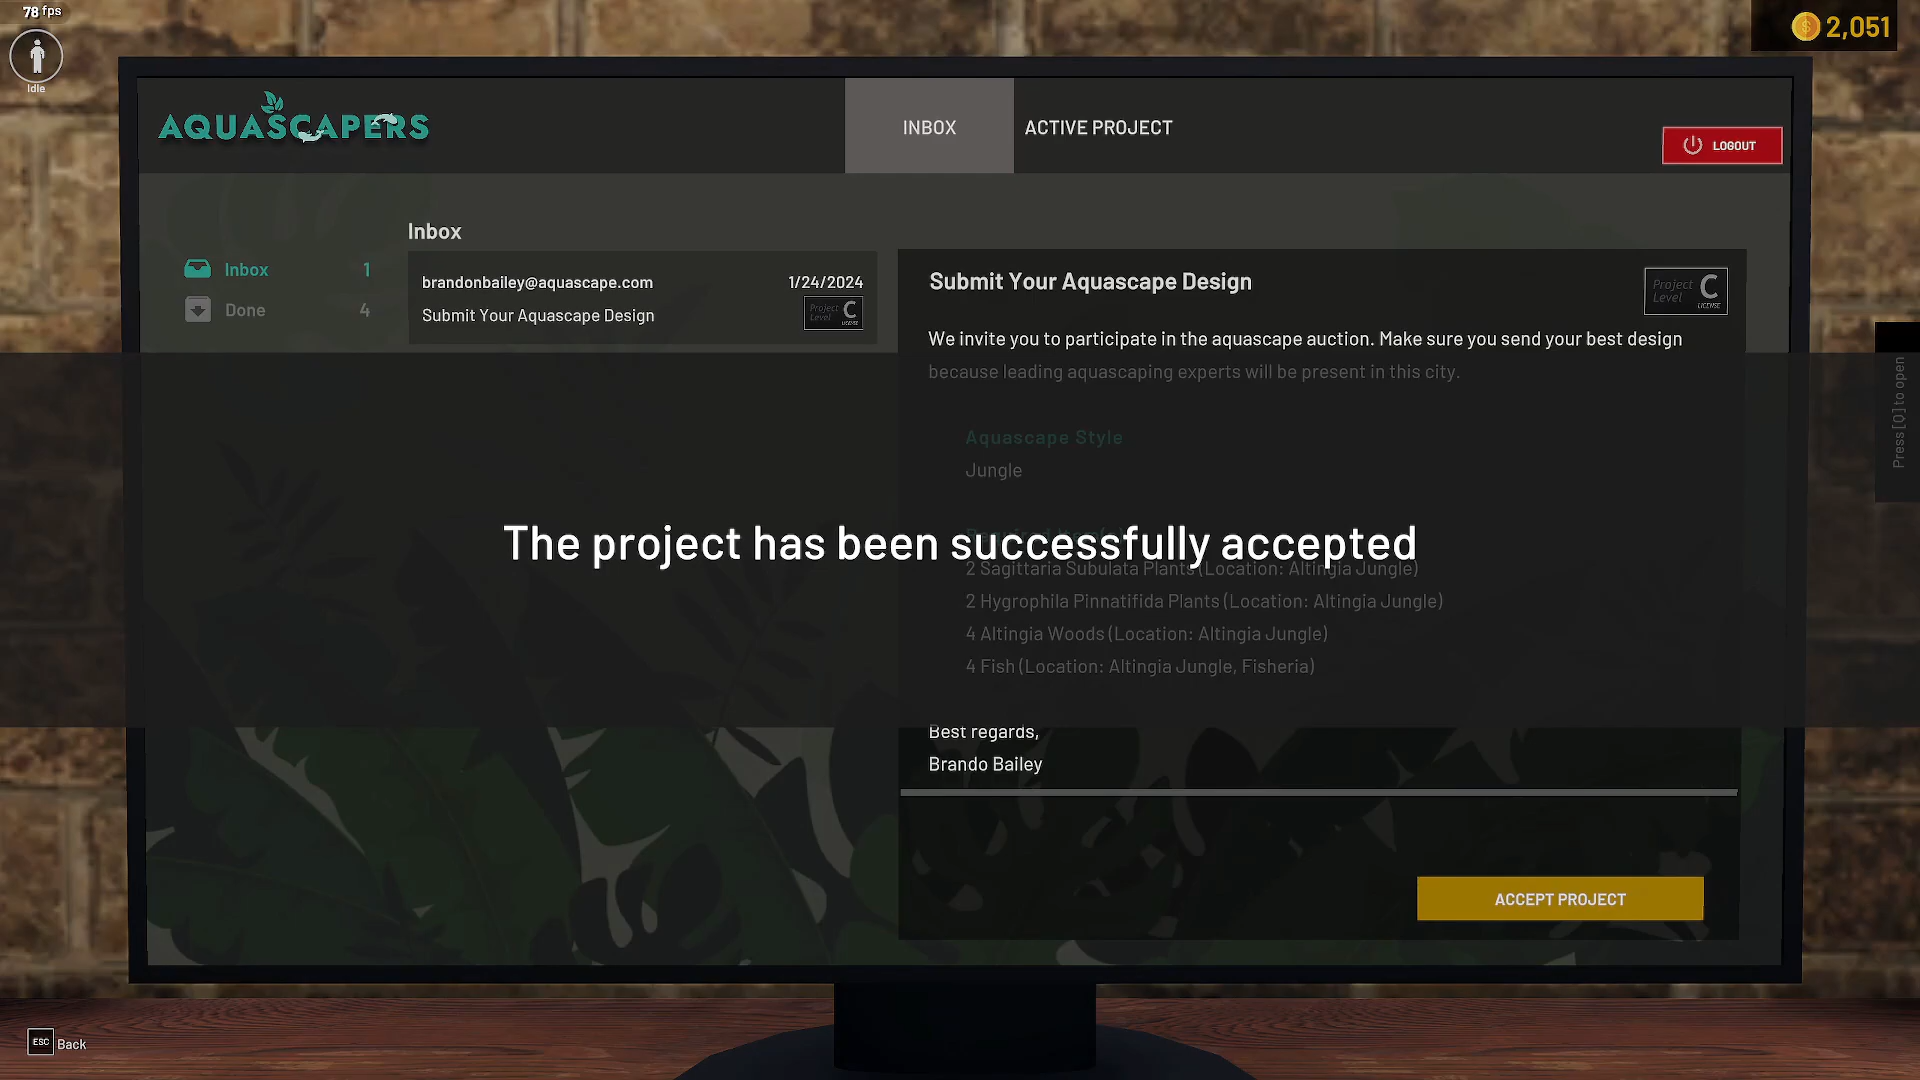 78 fps
Idle
2,051
AQUASCAPERS
INBOX
ACTIVE PROJECT
LOGOUT
Inbox 1
Done 4
Inbox
brandonbailey@aquascape.com 1/24/2024
Submit Your Aquascape Design
Project Level C LICENSE
Submit Your Aquascape Design
Project Level C LICENSE
We invite you to participate in the aquascape auction. Make sure you send your best design
because leading aquascaping experts will be present in this city.
Aquascape Style
Jungle
The project has been successfully accepted
2 Sagittaria Subulata Plants (Location: Altingia Jungle)
2 Hygrophila Pinnatifida Plants (Location: Altingia Jungle)
4 Altingia Woods (Location: Altingia Jungle)
4 Fish (Location: Altingia Jungle, Fisheria)
Best regards,
Brando Bailey
ACCEPT PROJECT
Press [Q] to open
ESC Back